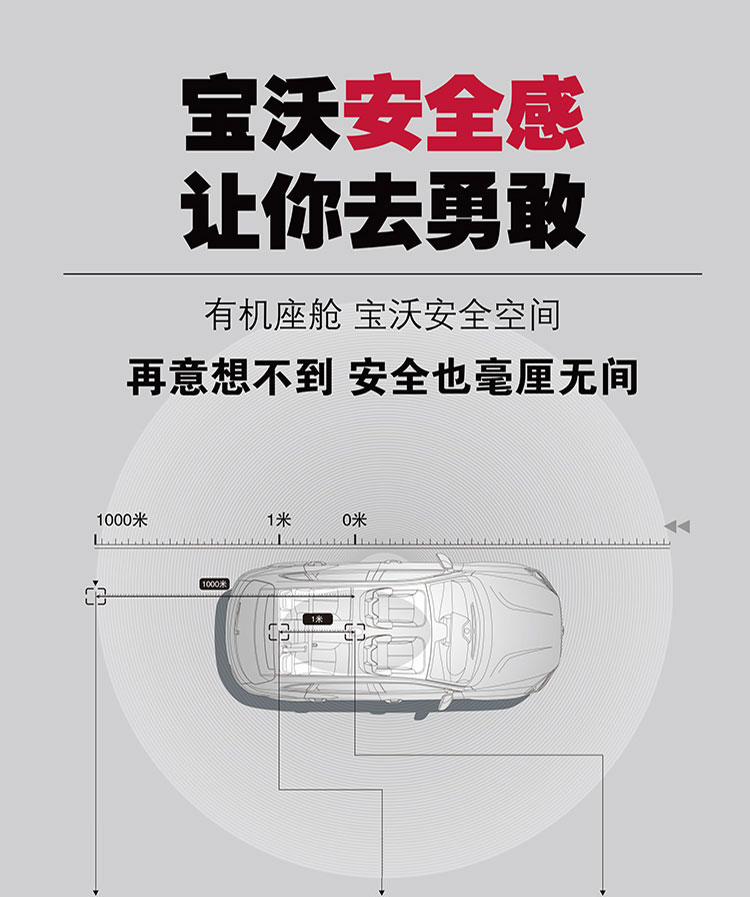 宝沃安全感
让你去勇敢
有机座舱 宝沃安全空间
再意想不到 安全也毫厘无间
1000米 1米 0米
1000米
1米